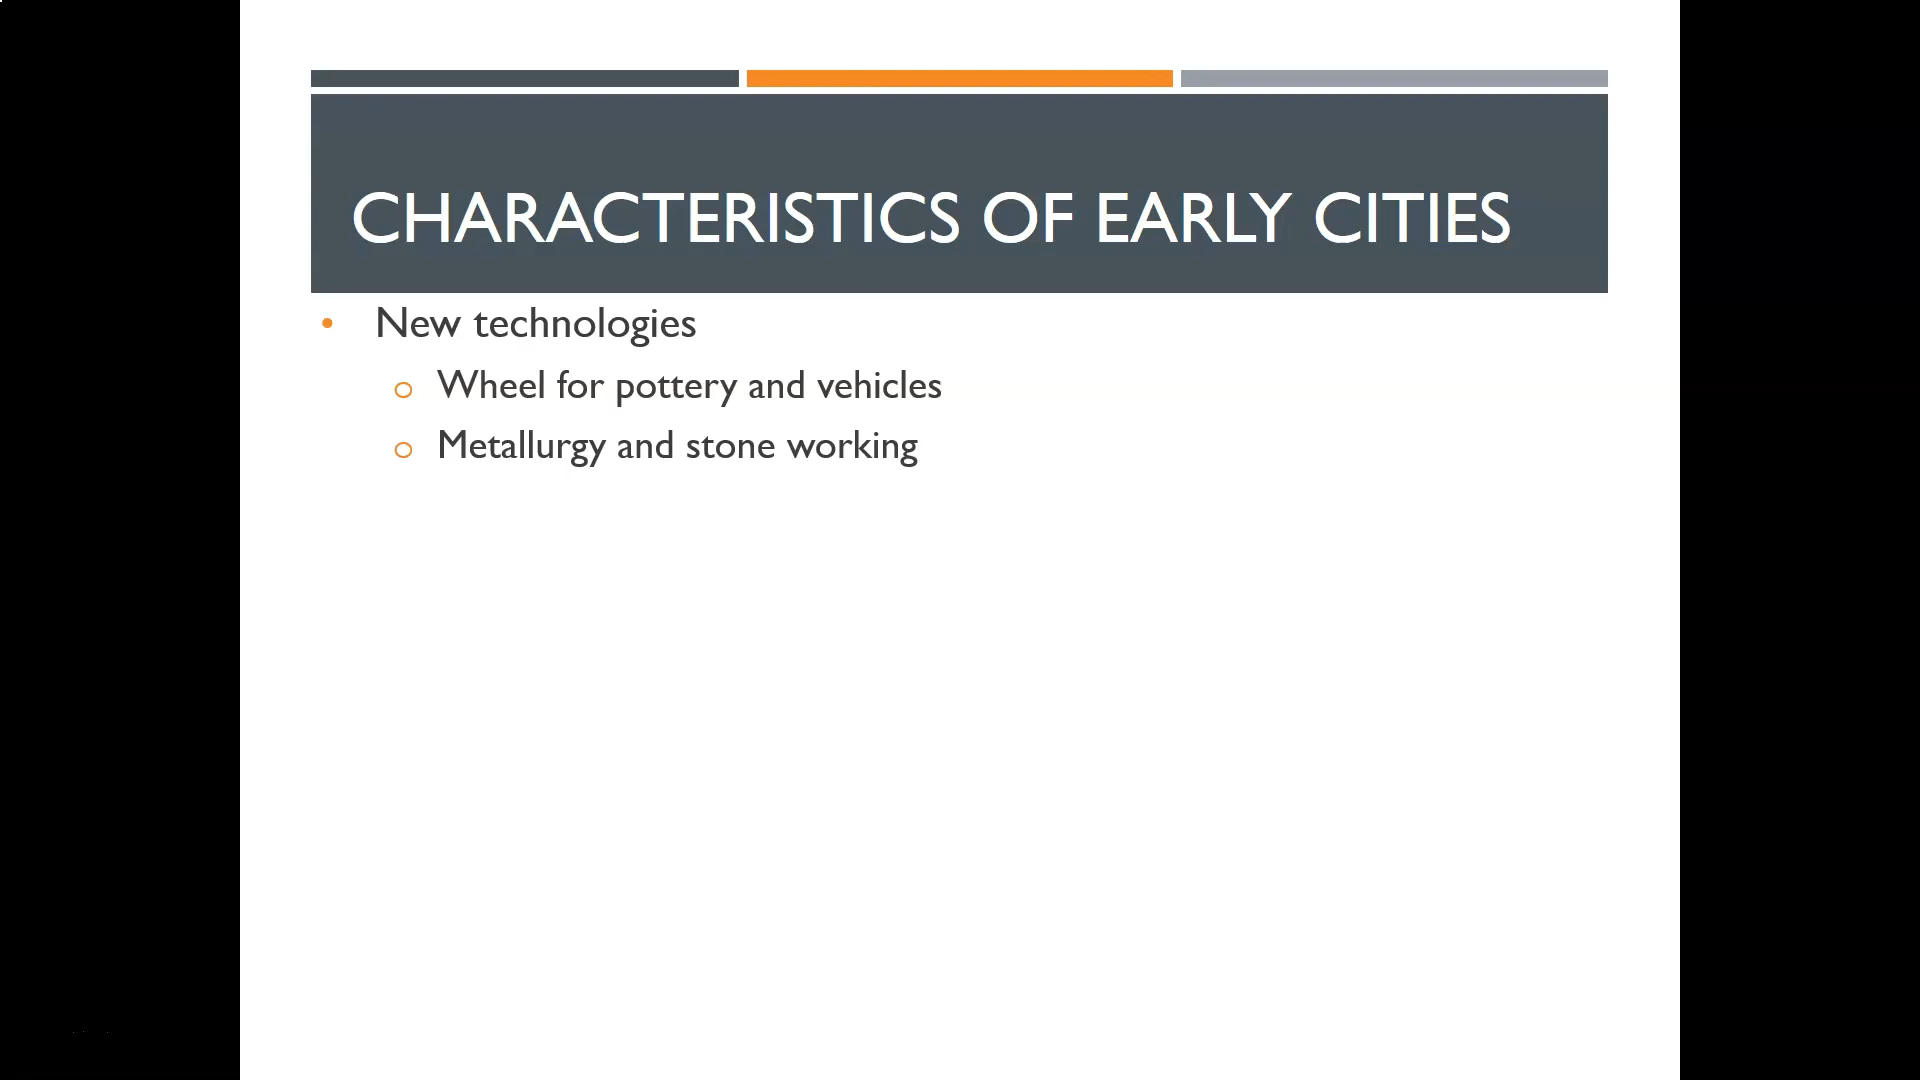 CHARACTERISTICS OF EARLY CITIES
• New technologies
o Wheel for pottery and vehicles
o Metallurgy and stone working